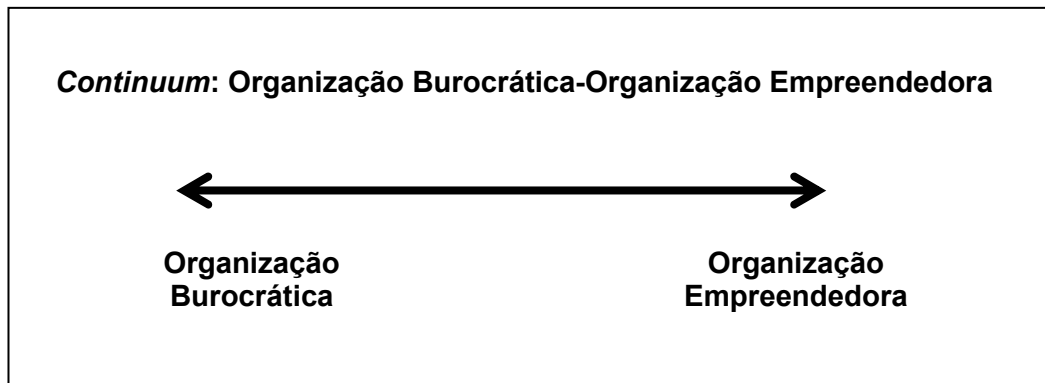 Continuum: Organização Burocrática-Organização Empreendedora
Organização
Burocrática
Organização
Empreendedora